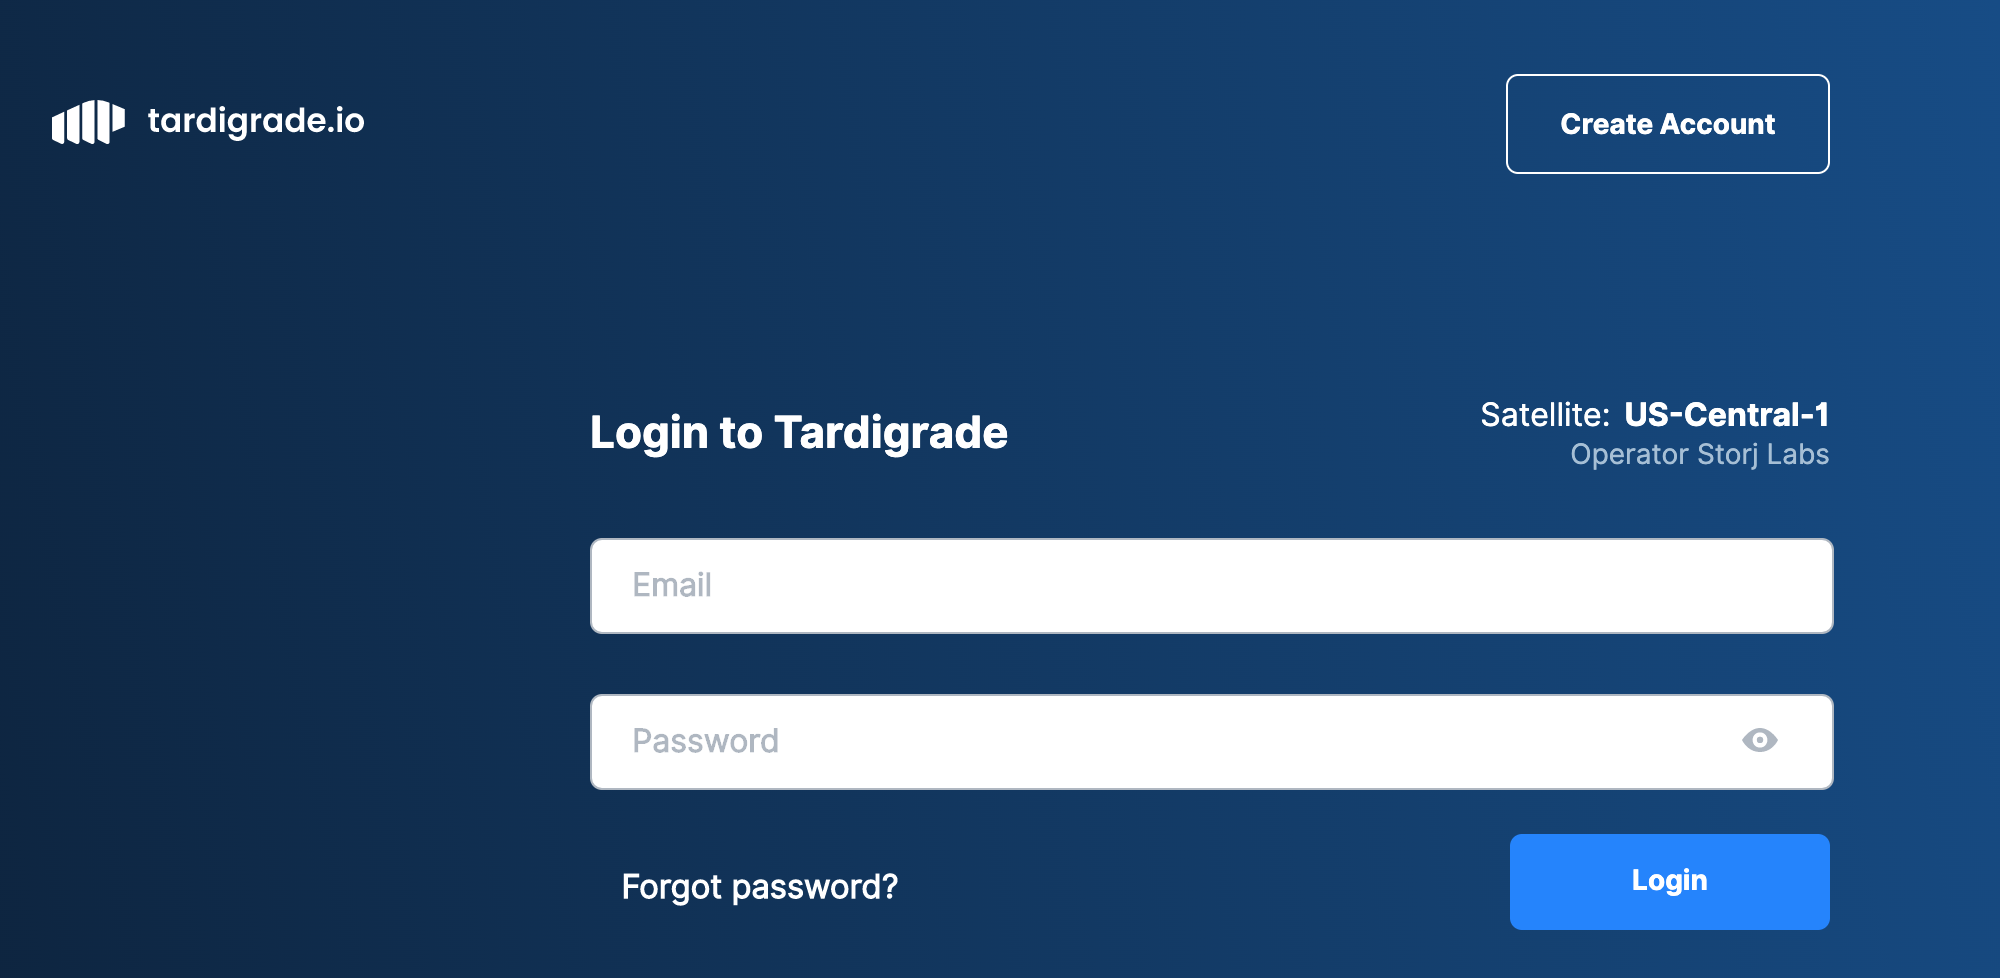 tardigrade.io
Create Account
Login to Tardigrade
Satellite: US-Central-1
Operator Storj Labs
Email
Password
Forgot password?
Login